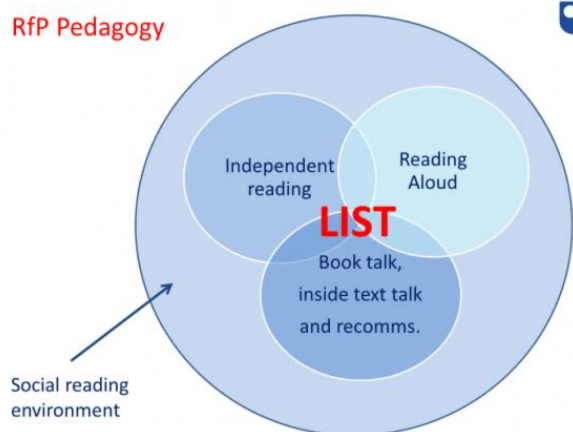 RfP Pedagogy
Independent
reading
Reading
Aloud
LIST
Book talk,
inside text talk
and recomms.
Social reading
environment